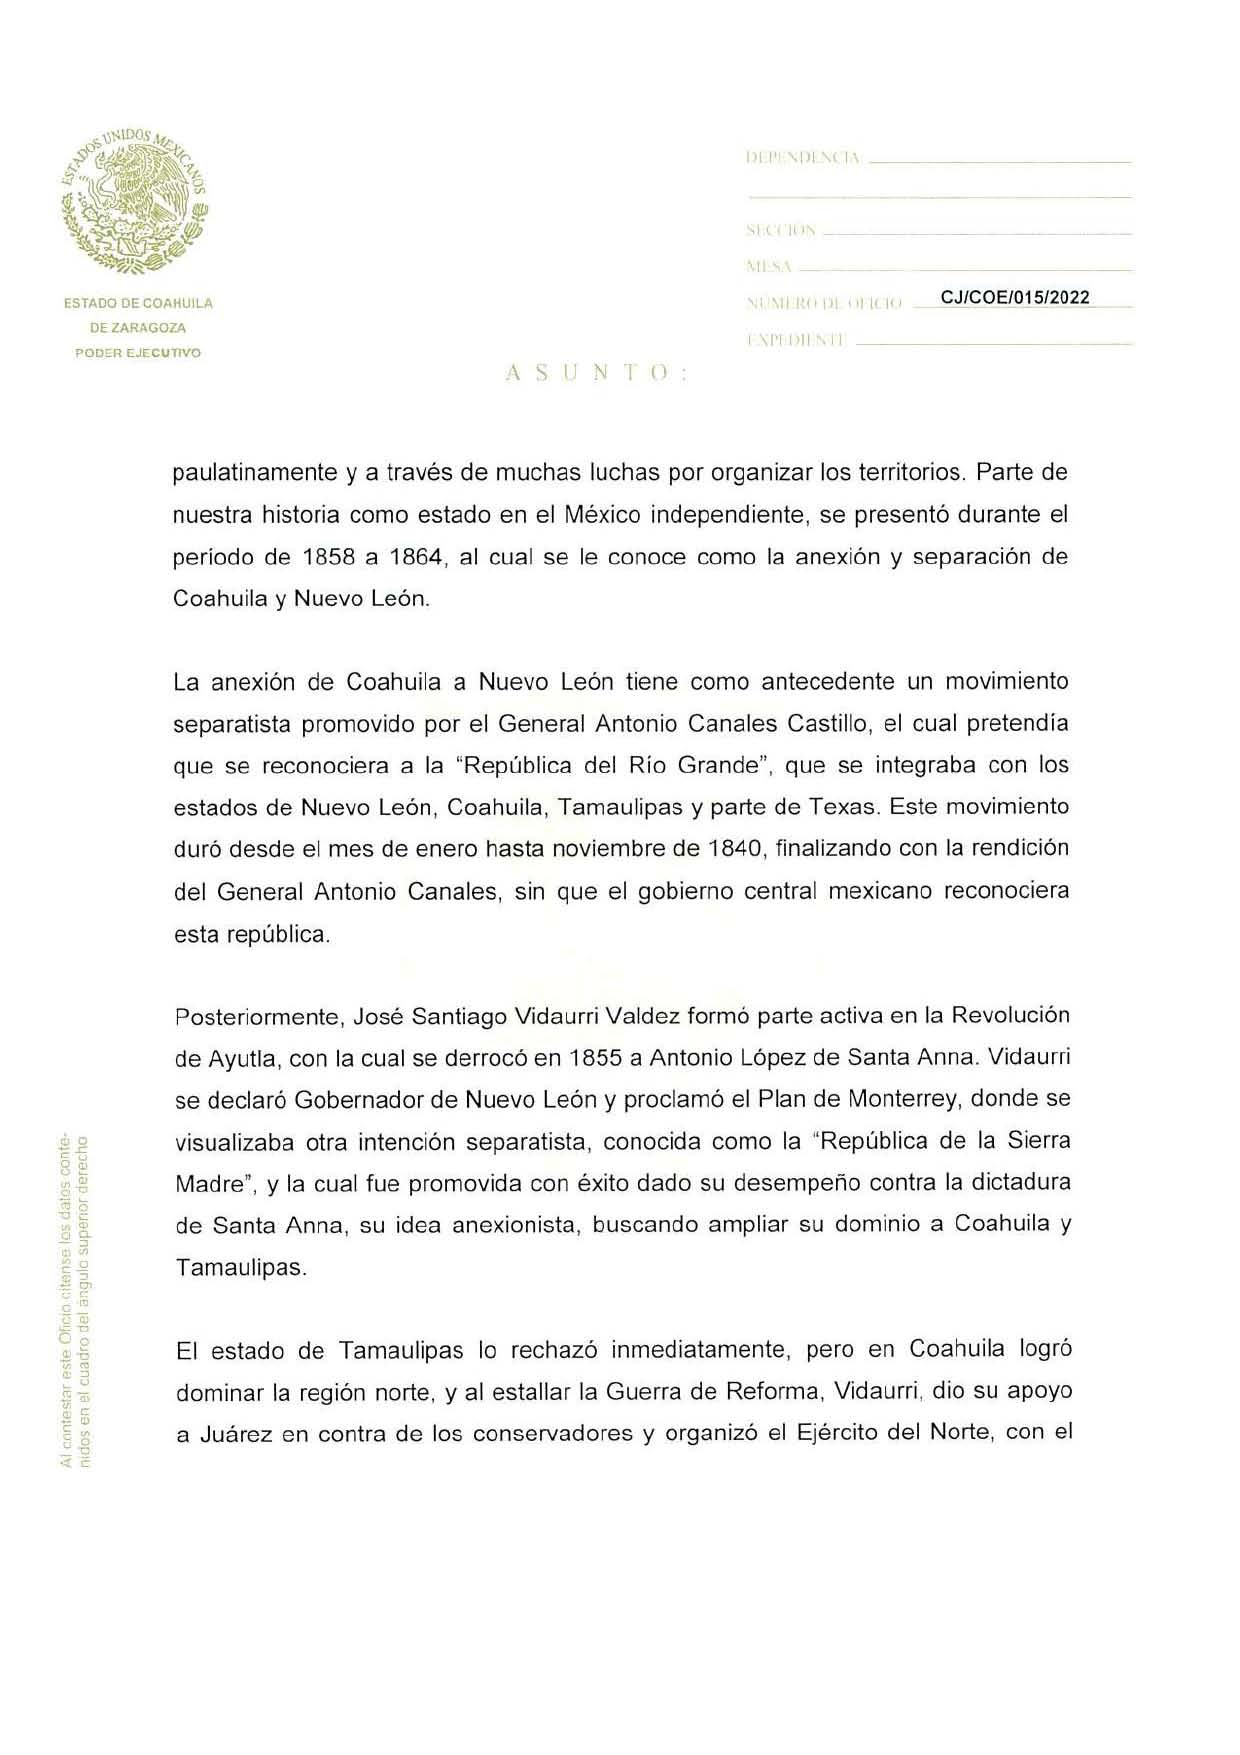 ESTADOS UNIDOS MEXICANOS
ESTADO DE COAHUILA
DE ZARAGOZA
PODER EJECUTIVO
DEPENDENCIA
SECCIÓN
MESA
NÚMERO DE OFICIO CJ/COE/015/2022
EXPEDIENTE
ASUNTO:
paulatinamente y a través de muchas luchas por organizar los territorios. Parte de
nuestra historia como estado en el México independiente, se presentó durante el
periodo de 1858 a 1864, al cual se le conoce como la anexión y separación de
Coahuila y Nuevo León.
La anexión de Coahuila a Nuevo León tiene como antecedente un movimiento
separatista promovido por el General Antonio Canales Castillo, el cual pretendía
que se reconociera a la “República del Río Grande”, que se integraba con los
estados de Nuevo León, Coahuila, Tamaulipas y parte de Texas. Este movimiento
duró desde el mes de enero hasta noviembre de 1840, finalizando con la rendición
del General Antonio Canales, sin que el gobierno central mexicano reconociera
esta república.
Posteriormente, José Santiago Vidaurri Valdez formó parte activa en la Revolución
de Ayutla, con la cual se derrocó en 1855 a Antonio López de Santa Anna. Vidaurri
se declaró Gobernador de Nuevo León y proclamó el Plan de Monterrey, donde se
visualizaba otra intención separatista, conocida como la “República de la Sierra
Madre”, y la cual fue promovida con éxito dado su desempeño contra la dictadura
de Santa Anna, su idea anexionista, buscando ampliar su dominio a Coahuila y
Tamaulipas.
El estado de Tamaulipas lo rechazó inmediatamente, pero en Coahuila logró
dominar la región norte, y al estallar la Guerra de Reforma, Vidaurri, dio su apoyo
a Juárez en contra de los conservadores y organizó el Ejército del Norte, con el
Al contestar este Oficio cítense los datos conte-
nidos en el cuadro del ángulo superior derecho